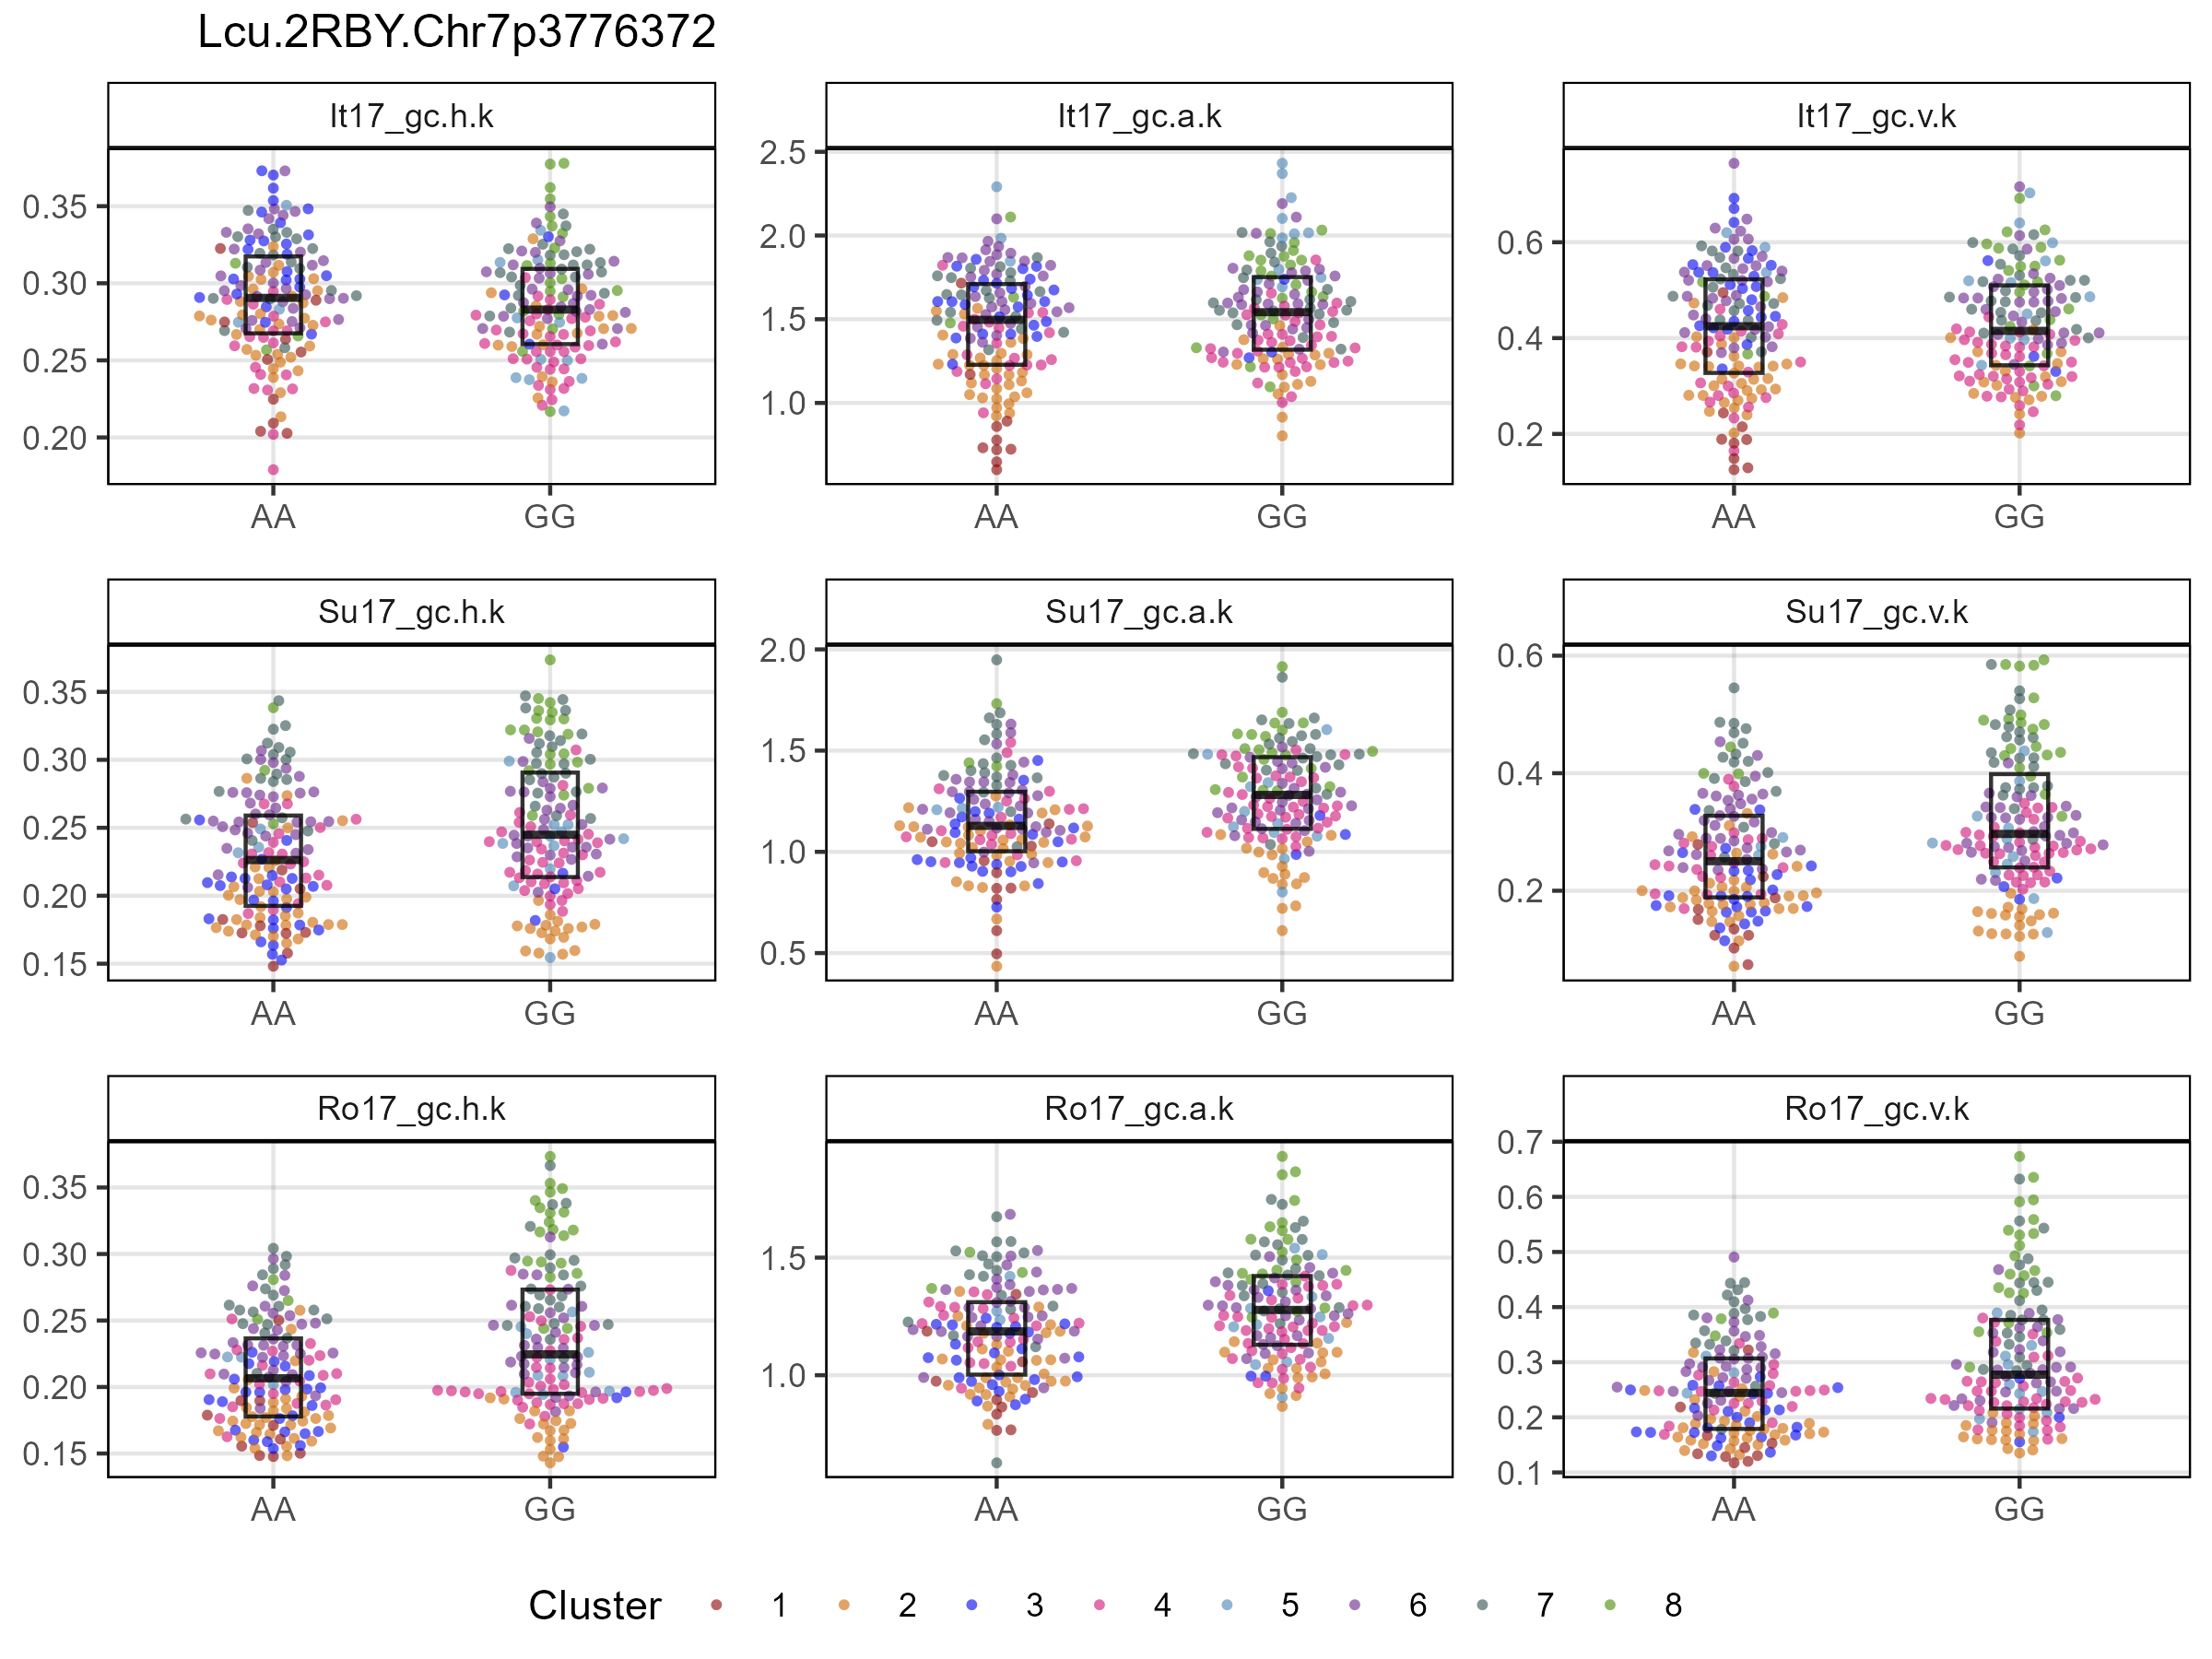 Lcu.2RBY.Chr7p3776372
It17_gc.h.k
It17_gc.a.k
It17_gc.v.k
0.35
0.30
0.25
0.20
AA
GG
2.5
2.0
1.5
1.0
AA
GG
0.6
0.4
0.2
AA
GG
Su17_gc.h.k
Su17_gc.a.k
Su17_gc.v.k
0.35
0.30
0.25
0.20
0.15
AA
GG
2.0
1.5
1.0
0.5
AA
GG
0.6
0.4
0.2
AA
GG
Ro17_gc.h.k
Ro17_gc.a.k
Ro17_gc.v.k
0.35
0.30
0.25
0.20
0.15
AA
GG
1.5
1.0
AA
GG
0.7
0.6
0.5
0.4
0.3
0.2
0.1
AA
GG
Cluster 1 2 3 4 5 6 7 8